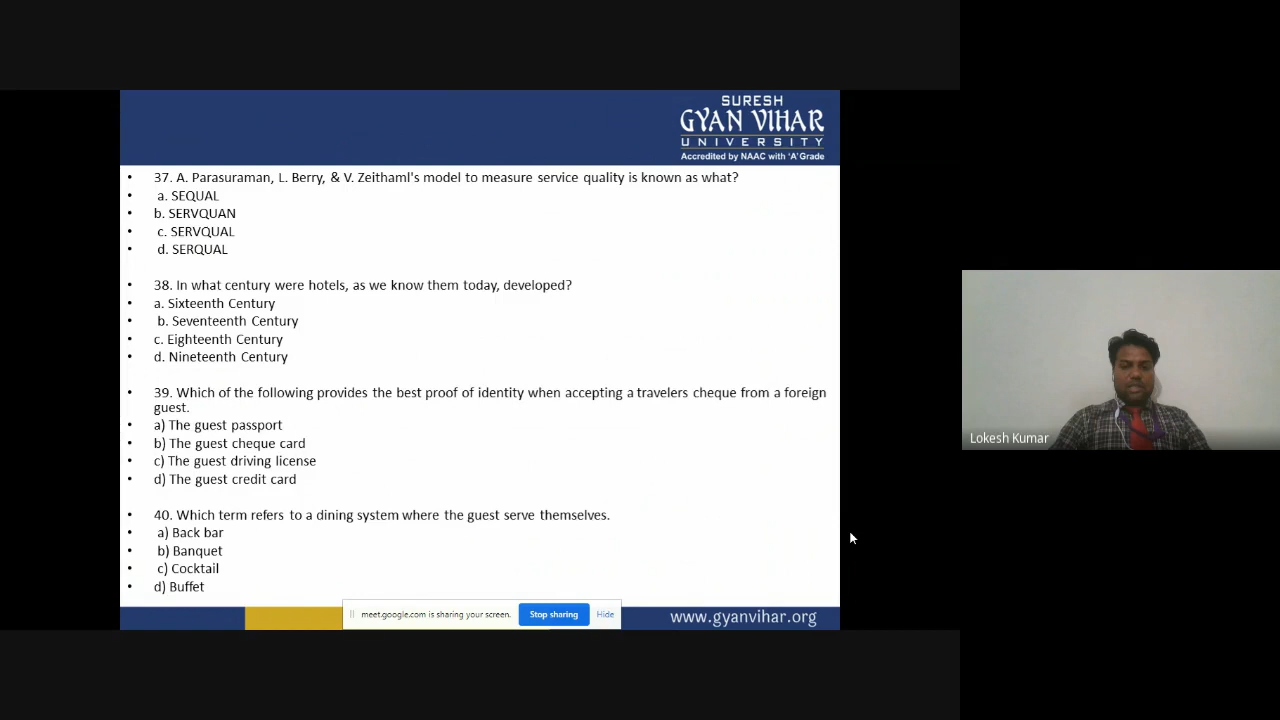 SURESH
GYAN VIHAR
UNIVERSITY
Accredited by NAAC with 'A' Grade
• 37. A. Parasuraman, L. Berry, & V. Zeithaml's model to measure service quality is known as what?
• a. SEQUAL
• b. SERVQUAN
• c. SERVQUAL
• d. SERQUAL
• 38. In what century were hotels, as we know them today, developed?
• a. Sixteenth Century
• b. Seventeenth Century
• c. Eighteenth Century
• d. Nineteenth Century
• 39. Which of the following provides the best proof of identity when accepting a travelers cheque from a foreign
guest.
• a) The guest passport
• b) The guest cheque card
• c) The guest driving license
• d) The guest credit card
• 40. Which term refers to a dining system where the guest serve themselves.
• a) Back bar
• b) Banquet
• c) Cocktail
• d) Buffet
meet.google.com is sharing your screen. Stop sharing Hide
www.gyanvihar.org
Lokesh Kumar